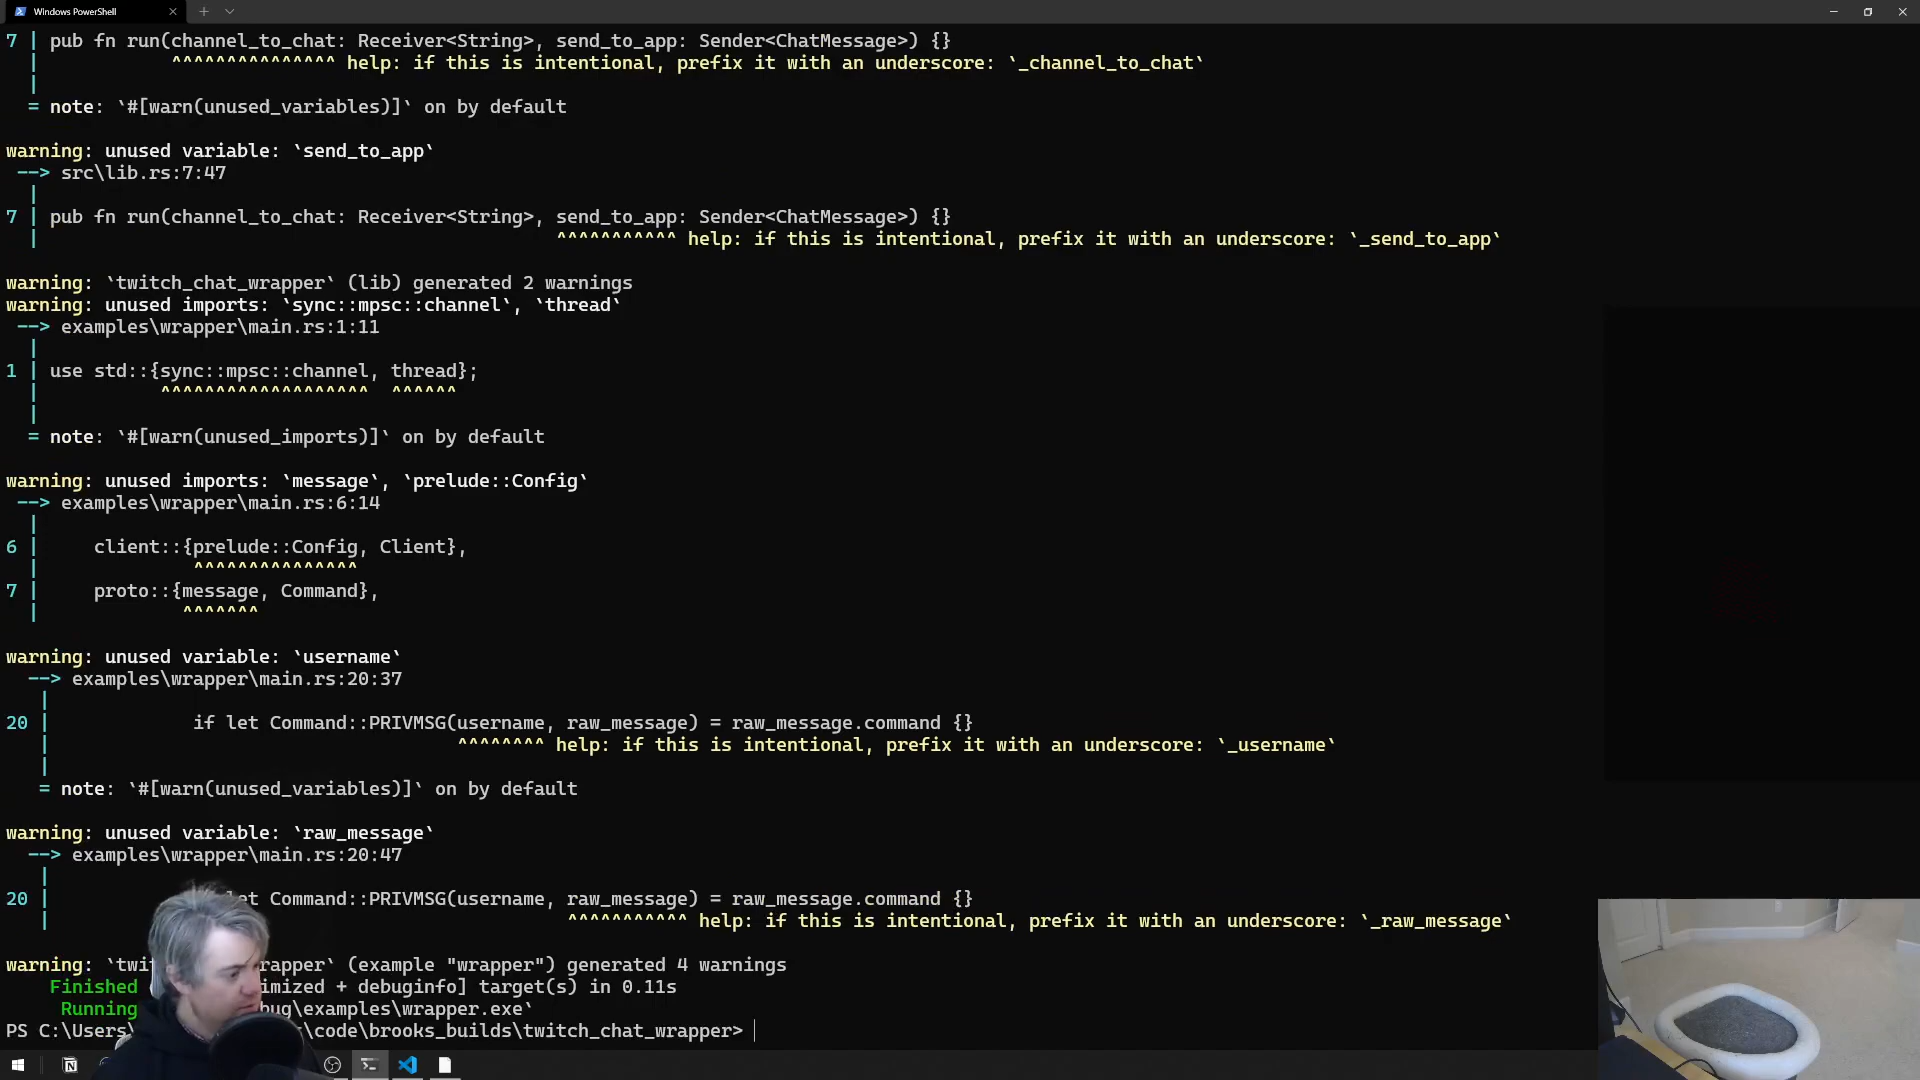 Windows PowerShell
7 | pub fn run(channel_to_chat: Receiver<String>, send_to_app: Sender<ChatMessage>) {}
| ^^^^^^^^^^^^^^^ help: if this is intentional, prefix it with an underscore: `_channel_to_chat`
|
= note: `#[warn(unused_variables)]` on by default
warning: unused variable: `send_to_app`
--> src\lib.rs:7:47
|
7 | pub fn run(channel_to_chat: Receiver<String>, send_to_app: Sender<ChatMessage>) {}
| ^^^^^^^^^^^ help: if this is intentional, prefix it with an underscore: `_send_to_app`
warning: `twitch_chat_wrapper` (lib) generated 2 warnings
warning: unused imports: `sync::mpsc::channel`, `thread`
--> examples\wrapper\main.rs:1:11
|
1 | use std::{sync::mpsc::channel, thread};
| ^^^^^^^^^^^^^^^^^^^ ^^^^^^
|
= note: `#[warn(unused_imports)]` on by default
warning: unused imports: `message`, `prelude::Config`
--> examples\wrapper\main.rs:6:14
|
6 | client::{prelude::Config, Client},
| ^^^^^^^^^^^^^^^
7 | proto::{message, Command},
| ^^^^^^^
warning: unused variable: `username`
--> examples\wrapper\main.rs:20:37
|
20 | if let Command::PRIVMSG(username, raw_message) = raw_message.command {}
| ^^^^^^^^ help: if this is intentional, prefix it with an underscore: `_username`
|
= note: `#[warn(unused_variables)]` on by default
warning: unused variable: `raw_message`
--> examples\wrapper\main.rs:20:47
|
20 | let Command::PRIVMSG(username, raw_message) = raw_message.command {}
| ^^^^^^^^^^^ help: if this is intentional, prefix it with an underscore: `_raw_message`
warning: `twi rapper` (example "wrapper") generated 4 warnings
Finished imized + debuginfo] target(s) in 0.11s
Running bug\examples\wrapper.exe`
PS C:\Users\ \code\brooks_builds\twitch_chat_wrapper>